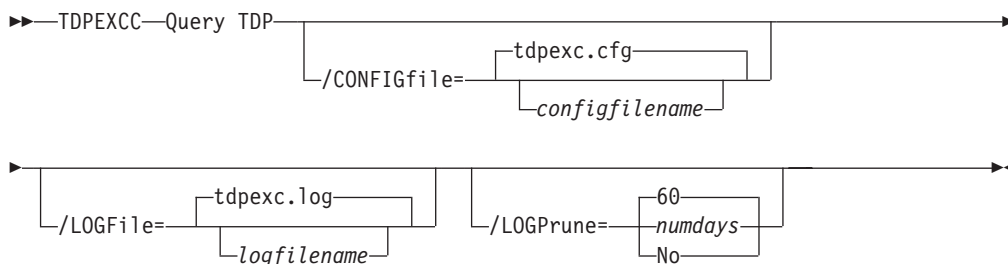 TDPEXCC Query TDP
tdpexc.cfg
/CONFIGfile=
configfilename
tdpexc.log
/LOGFile=
logfilename
60
/LOGPrune=
numdays
No